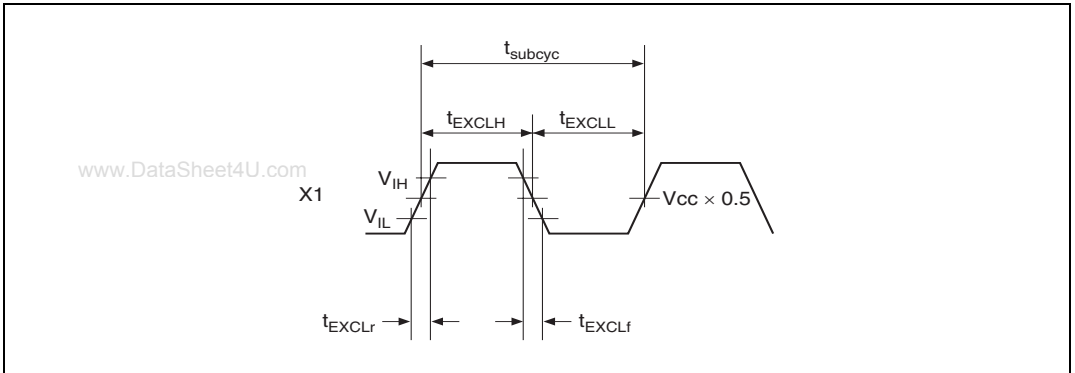 tsubcyc
tEXCLH
tEXCLL
www.DataSheet4U.com
VIH
X1
Vcc × 0.5
VIL
tEXCLr
tEXCLf